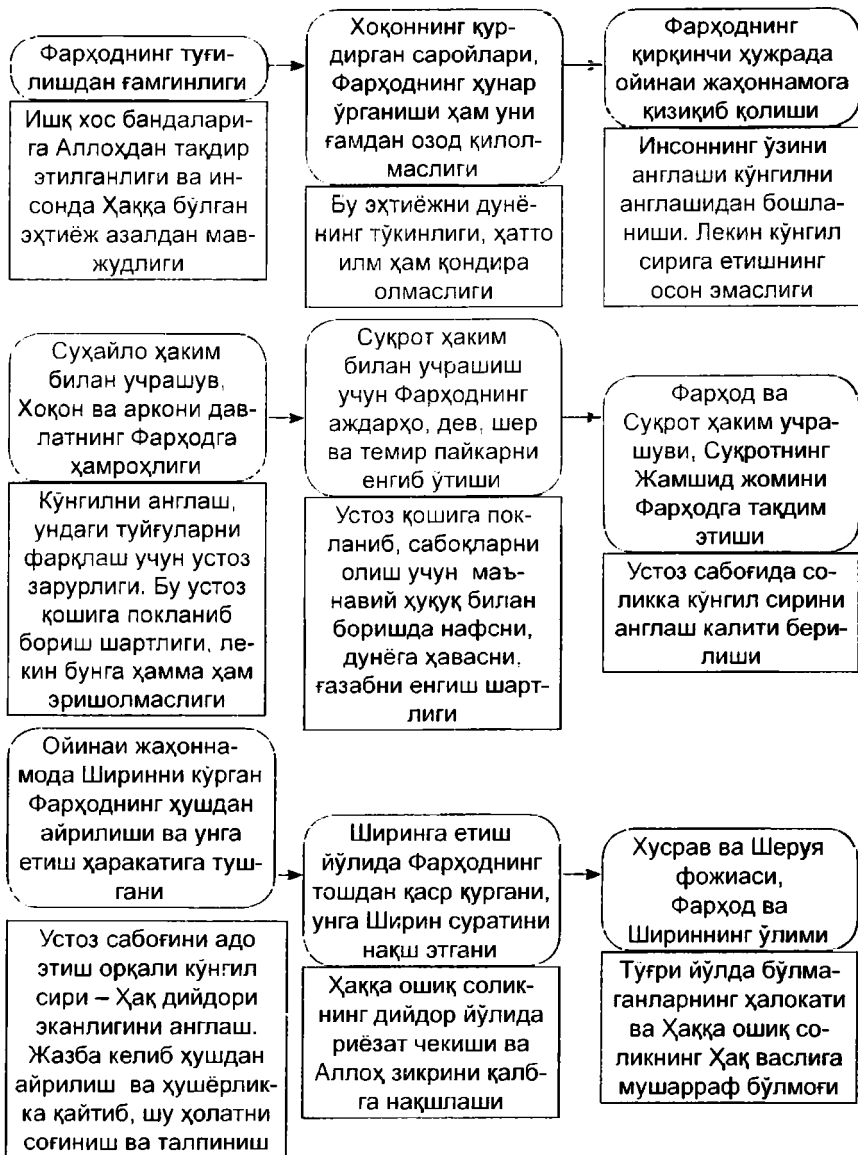 Фарҳоднинг туғи-
лишдан ғамгинлиги
Ишқ хос бандалари-
га Аллоҳдан тақдир
этилганлиги ва ин-
сонда Ҳаққа бўлган
эҳтиёж азалдан мав-
жудлиги
Хоқоннинг қур-
дирган саройлари,
Фарҳоднинг ҳунар
ўрганиши ҳам уни
ғамдан озод қилол-
маслиги
Бу эҳтиёжни дунё-
нинг тўкинлиги, ҳатто
илм ҳам қондира
олмаслиги
Фарҳоднинг
қирқинчи ҳужрада
ойинаи жаҳоннамога
қизиқиб қолиши
Инсоннинг ўзини
англаши кўнгилни
англашидан бошла-
ниши. Лекин кўнгил
сирига етишнинг
осон эмаслиги
Суҳайло ҳаким
билан учрашув,
Хоқон ва аркони дав-
латнинг Фарҳодга
ҳамроҳлиги
Кўнгилни англаш,
ундаги туйғуларни
фарқлаш учун устоз
зарурлиги. Бу устоз
қошига покланиб
бориш шартлиги, ле-
кин бунга ҳамма ҳам
эришолмаслиги
Суқрот ҳаким
билан учрашиш
учун Фарҳоднинг
аждарҳо, дев, шер
ва темир пайкарни
енгиб ўтиши
Устоз қошига пок-
ланиб, сабоқларни
олиш учун маъ-
навий ҳуқуқ билан
боришда нафсни,
дунёга ҳавасни,
ғазабни енгиш шарт-
лиги
Фарҳод ва
Суқрот ҳаким учра-
шуви, Суқротнинг
Жамшид жомини
Фарҳодга тақдим
этиши
Устоз сабоғида со-
ликка кўнгил сирини
англаш калити бери-
лиши
Ойинаи жаҳонна-
мода Ширинни кўрган
Фарҳоднинг ҳушдан
айрилиши ва унга
етиш ҳаракатига туш-
гани
Устоз сабоғини адо
этиш орқали кўнгил
сири – Ҳақ дийдори
эканлигини англаш.
Жазба келиб ҳушдан
айрилиш ва ҳушёрлик-
ка қайтиб, шу ҳолатни
соғиниш ва талпиниш
Ширинга етиш
йўлида Фарҳоднинг
тошдан қаср қургани,
унга Ширин суратини
нақш этгани
Ҳаққа ошиқ солик-
нинг дийдор йўлида
риёзат чекиши ва
Аллоҳ зикрини қалб-
га нақшлаши
Хусрав ва Шеруя
фожиаси,
Фарҳод ва
Шириннинг ўлими
Тўғри йўлда бўлма-
ганларнинг ҳалокати
ва Ҳаққа ошиқ со-
ликнинг Ҳақ васлига
мушарраф бўлмоғи